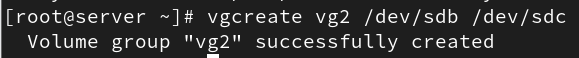 [root@server ~]# vgcreate vg2 /dev/sdb /dev/sdc
  Volume group "vg2" successfully created